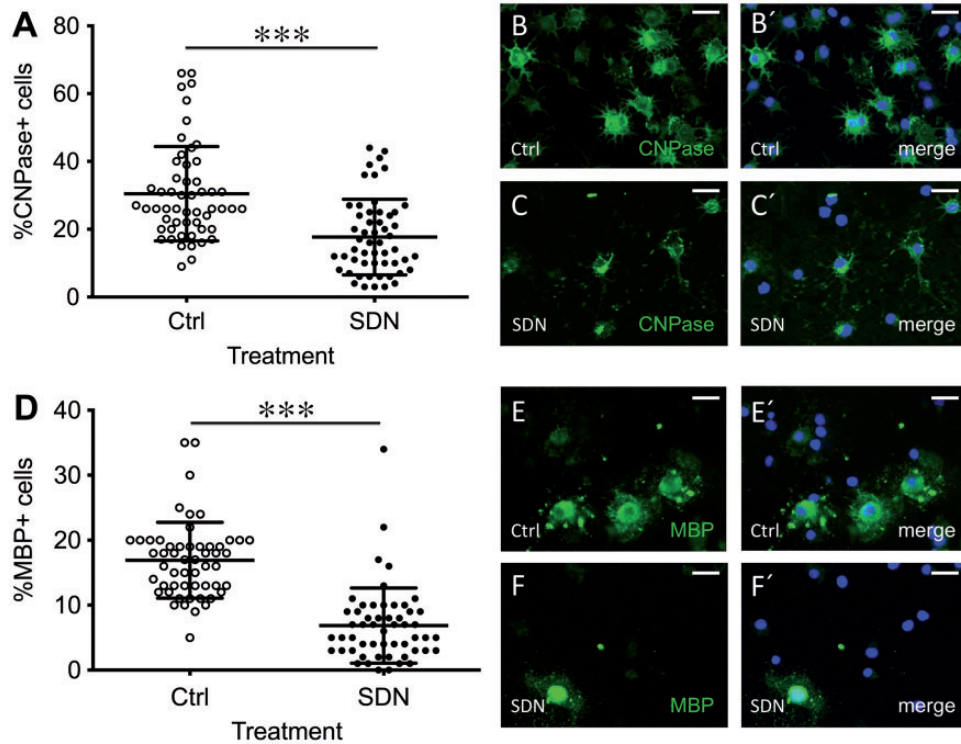 A
80
60
40
20
0
%CNPase+ cells
***
Ctrl
SDN
Treatment
B
Ctrl
CNPase
B´
Ctrl
merge
C
SDN
CNPase
C´
SDN
merge
D
40
30
20
10
0
%MBP+ cells
***
Ctrl
SDN
Treatment
E
Ctrl
MBP
E´
Ctrl
merge
F
SDN
MBP
F´
SDN
merge